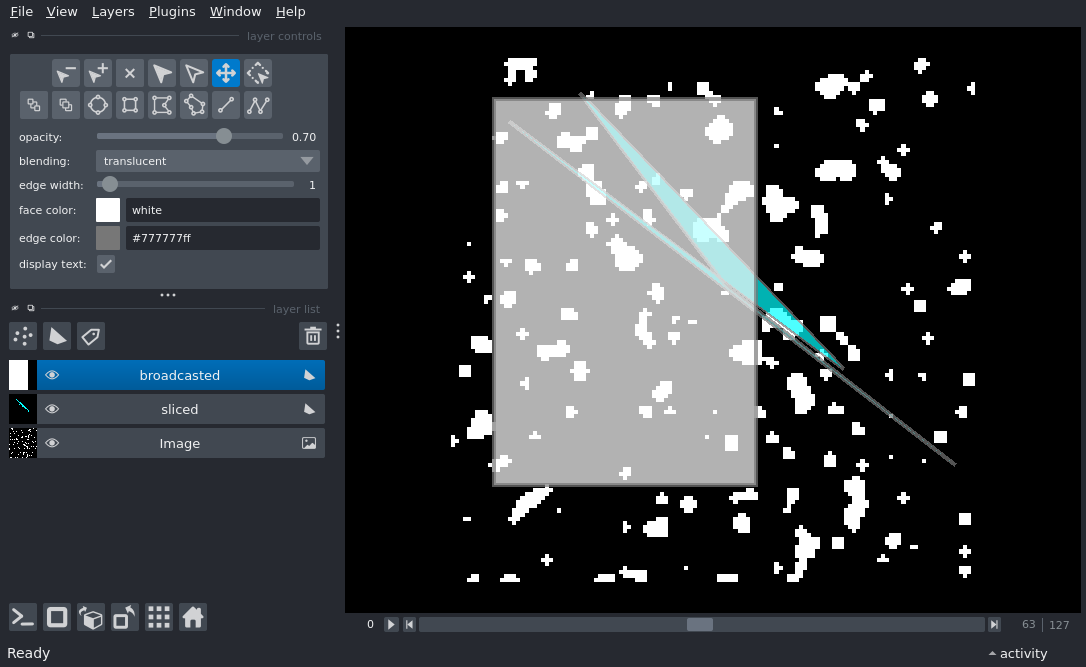 File View Layers Plugins Window Help
layer controls
opacity: 0.70
blending: translucent
edge width: 1
face color: white
edge color: #777777ff
display text:
layer list
broadcasted
sliced
Image
0 63 127
Ready activity